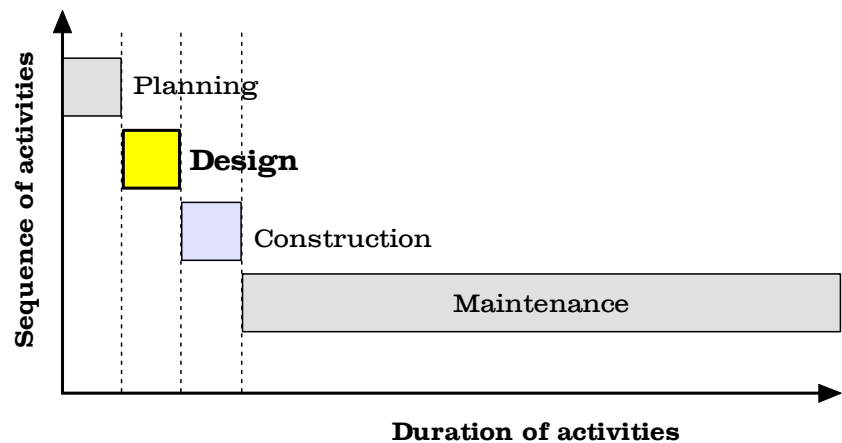 Sequence of activities
Planning
Design
Construction
Maintenance
Duration of activities